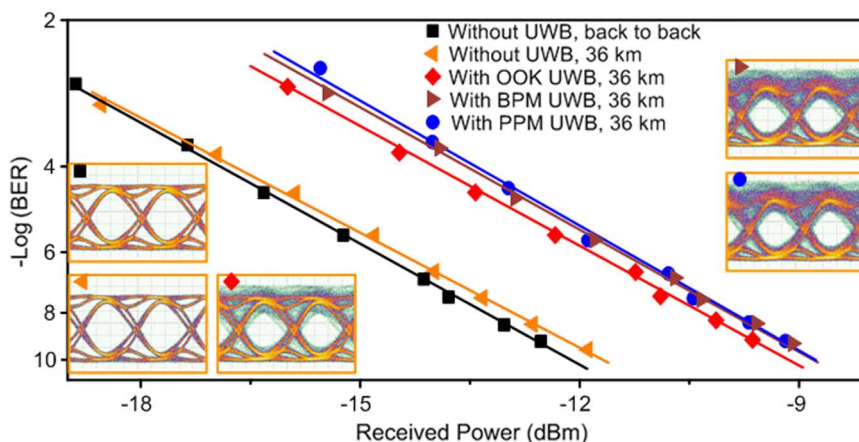 2
4
6
8
10
-Log (BER)
Without UWB, back to back
Without UWB, 36 km
With OOK UWB, 36 km
With BPM UWB, 36 km
With PPM UWB, 36 km
-18
-15
-12
-9
Received Power (dBm)